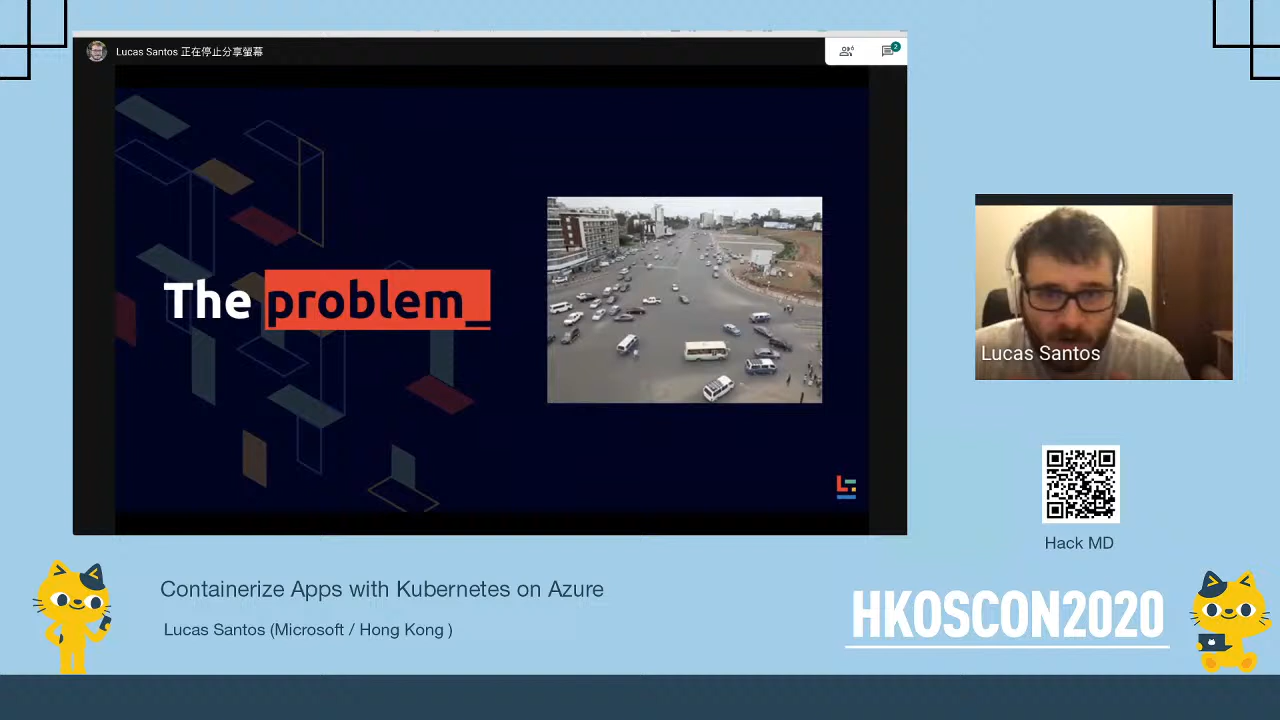 Lucas Santos 正在停止分享螢幕
2
The problem_
Lucas Santos
Hack MD
Containerize Apps with Kubernetes on Azure
Lucas Santos (Microsoft / Hong Kong )
HKOSCON2020